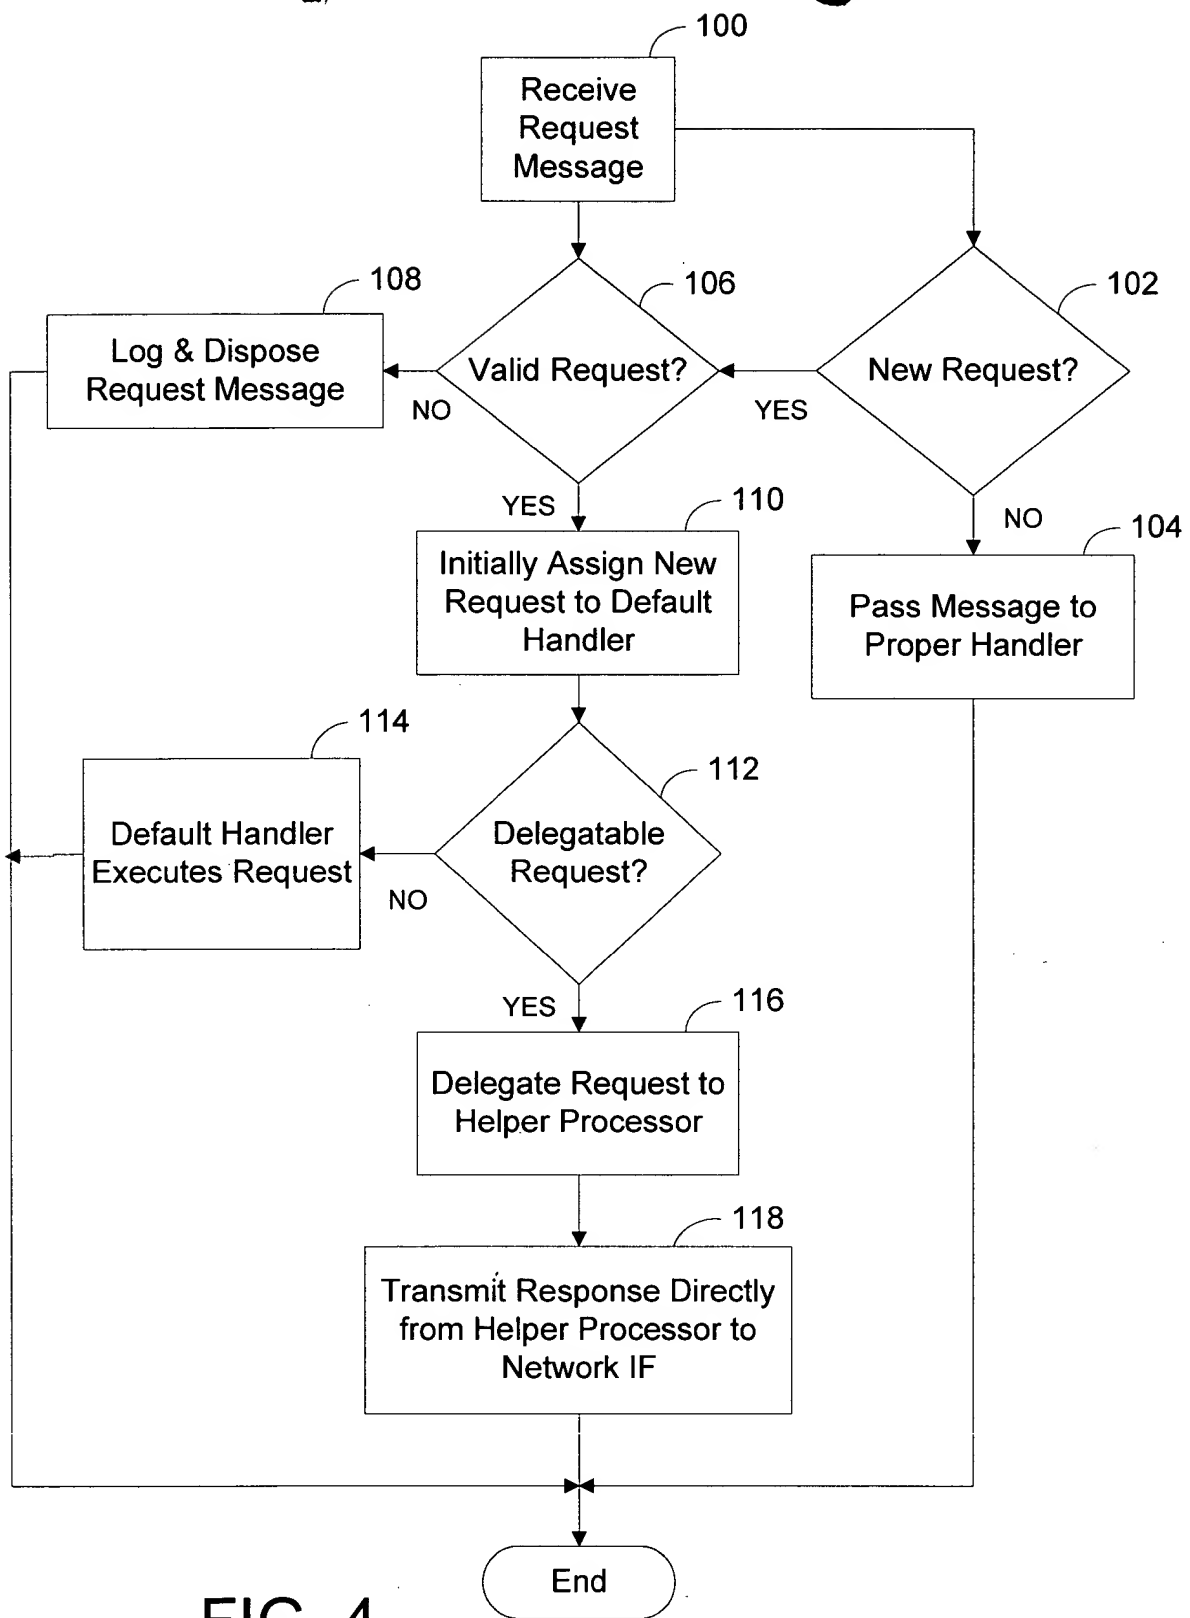 100
Receive
Request
Message
108
106
102
Log & Dispose
Request Message
Valid Request?
New Request?
NO
YES
YES
110
NO
104
Initially Assign New
Request to Default
Handler
Pass Message to
Proper Handler
114
112
Default Handler
Executes Request
Delegatable
Request?
NO
YES
116
Delegate Request to
Helper Processor
118
Transmit Response Directly
from Helper Processor to
Network IF
End
FIG. 4